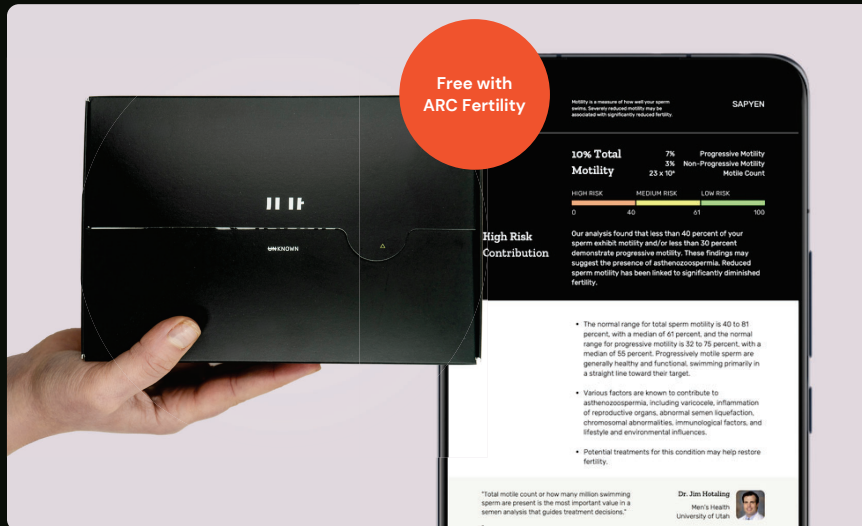 Free with
ARC Fertility
UNKNOWN
Motility is a measure of how well your sperm
swims. Severely reduced motility may be
associated with significantly reduced fertility.
SAPYEN
10% Total
Motility
7% Progressive Motility
3% Non-Progressive Motility
23 x 10⁶ Motile Count
HIGH RISK MEDIUM RISK LOW RISK
0 40 61 100
High Risk
Contribution
Our analysis found that less than 40 percent of your
sperm exhibit motility and/or less than 30 percent
demonstrate progressive motility. These findings may
suggest the presence of asthenozoospermia. Reduced
sperm motility has been linked to significantly diminished
fertility.
• The normal range for total sperm motility is 40 to 81
percent, with a median of 61 percent, and the normal
range for progressive motility is 32 to 75 percent, with a
median of 55 percent. Progressively motile sperm are
generally healthy and functional, swimming primarily in
a straight line toward their target.
• Various factors are known to contribute to
asthenozoospermia, including varicocele, inflammation
of reproductive organs, abnormal semen liquefaction,
chromosomal abnormalities, immunological factors, and
lifestyle and environmental influences.
• Potential treatments for this condition may help restore
fertility.
"Total motile count or how many million swimming
sperm are present is the most important value in a
semen analysis that guides treatment decisions."
Dr. Jim Hotaling
Men's Health
University of Utah